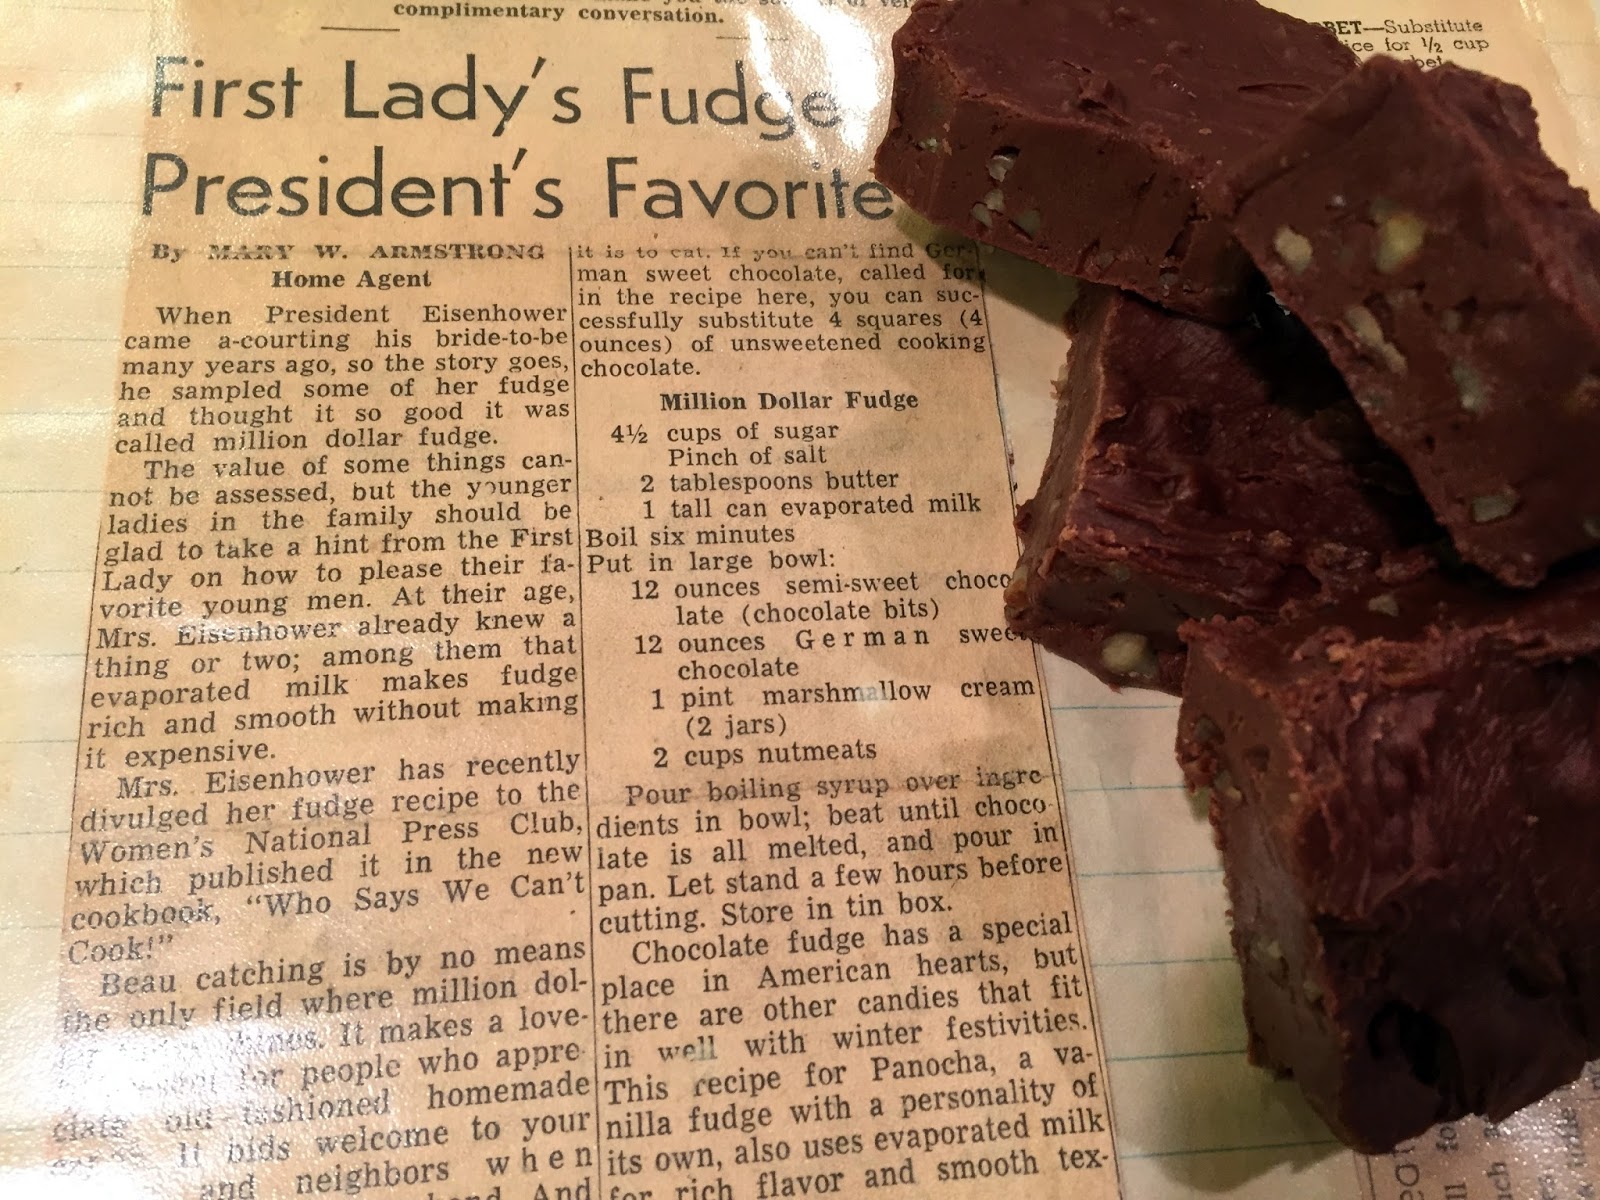 complimentary conversation.
First Lady's Fudge
President's Favorite
By MARY W. ARMSTRONG
Home Agent
When President Eisenhower
came a-courting his bride-to-be
many years ago, so the story goes,
he sampled some of her fudge
and thought it so good it was
called million dollar fudge.
The value of some things can-
not be assessed, but the younger
ladies in the family should be
glad to take a hint from the First
Lady on how to please their fa-
vorite young men. At their age,
Mrs. Eisenhower already knew a
thing or two; among them that
evaporated milk makes fudge
rich and smooth without making
it expensive.
Mrs. Eisenhower has recently
divulged her fudge recipe to the
Women's National Press Club,
which published it in the new
cookbook, "Who Says We Can't
Cook!"
Beau catching is by no means
the only field where million dol-
It makes a love-
for people who appre-
old-fashioned homemade
It bids welcome to your
and neighbors when
And
it is to eat. If you can't find Ger-
man sweet chocolate, called for
in the recipe here, you can suc-
cessfully substitute 4 squares (4
ounces) of unsweetened cooking
chocolate.
Million Dollar Fudge
4½ cups of sugar
Pinch of salt
2 tablespoons butter
1 tall can evaporated milk
Boil six minutes
Put in large bowl:
12 ounces semi-sweet choco
late (chocolate bits)
12 ounces German sweet
chocolate
1 pint marshmallow cream
(2 jars)
2 cups nutmeats
Pour boiling syrup over ingre-
dients in bowl; beat until choco-
late is all melted, and pour in
pan. Let stand a few hours before
cutting. Store in tin box.
Chocolate fudge has a special
place in American hearts, but
there are other candies that fit
in well with winter festivities.
This recipe for Panocha, a va-
nilla fudge with a personality of
its own, also uses evaporated milk
for rich flavor and smooth tex-
BET—Substitute
ice for ½ cup